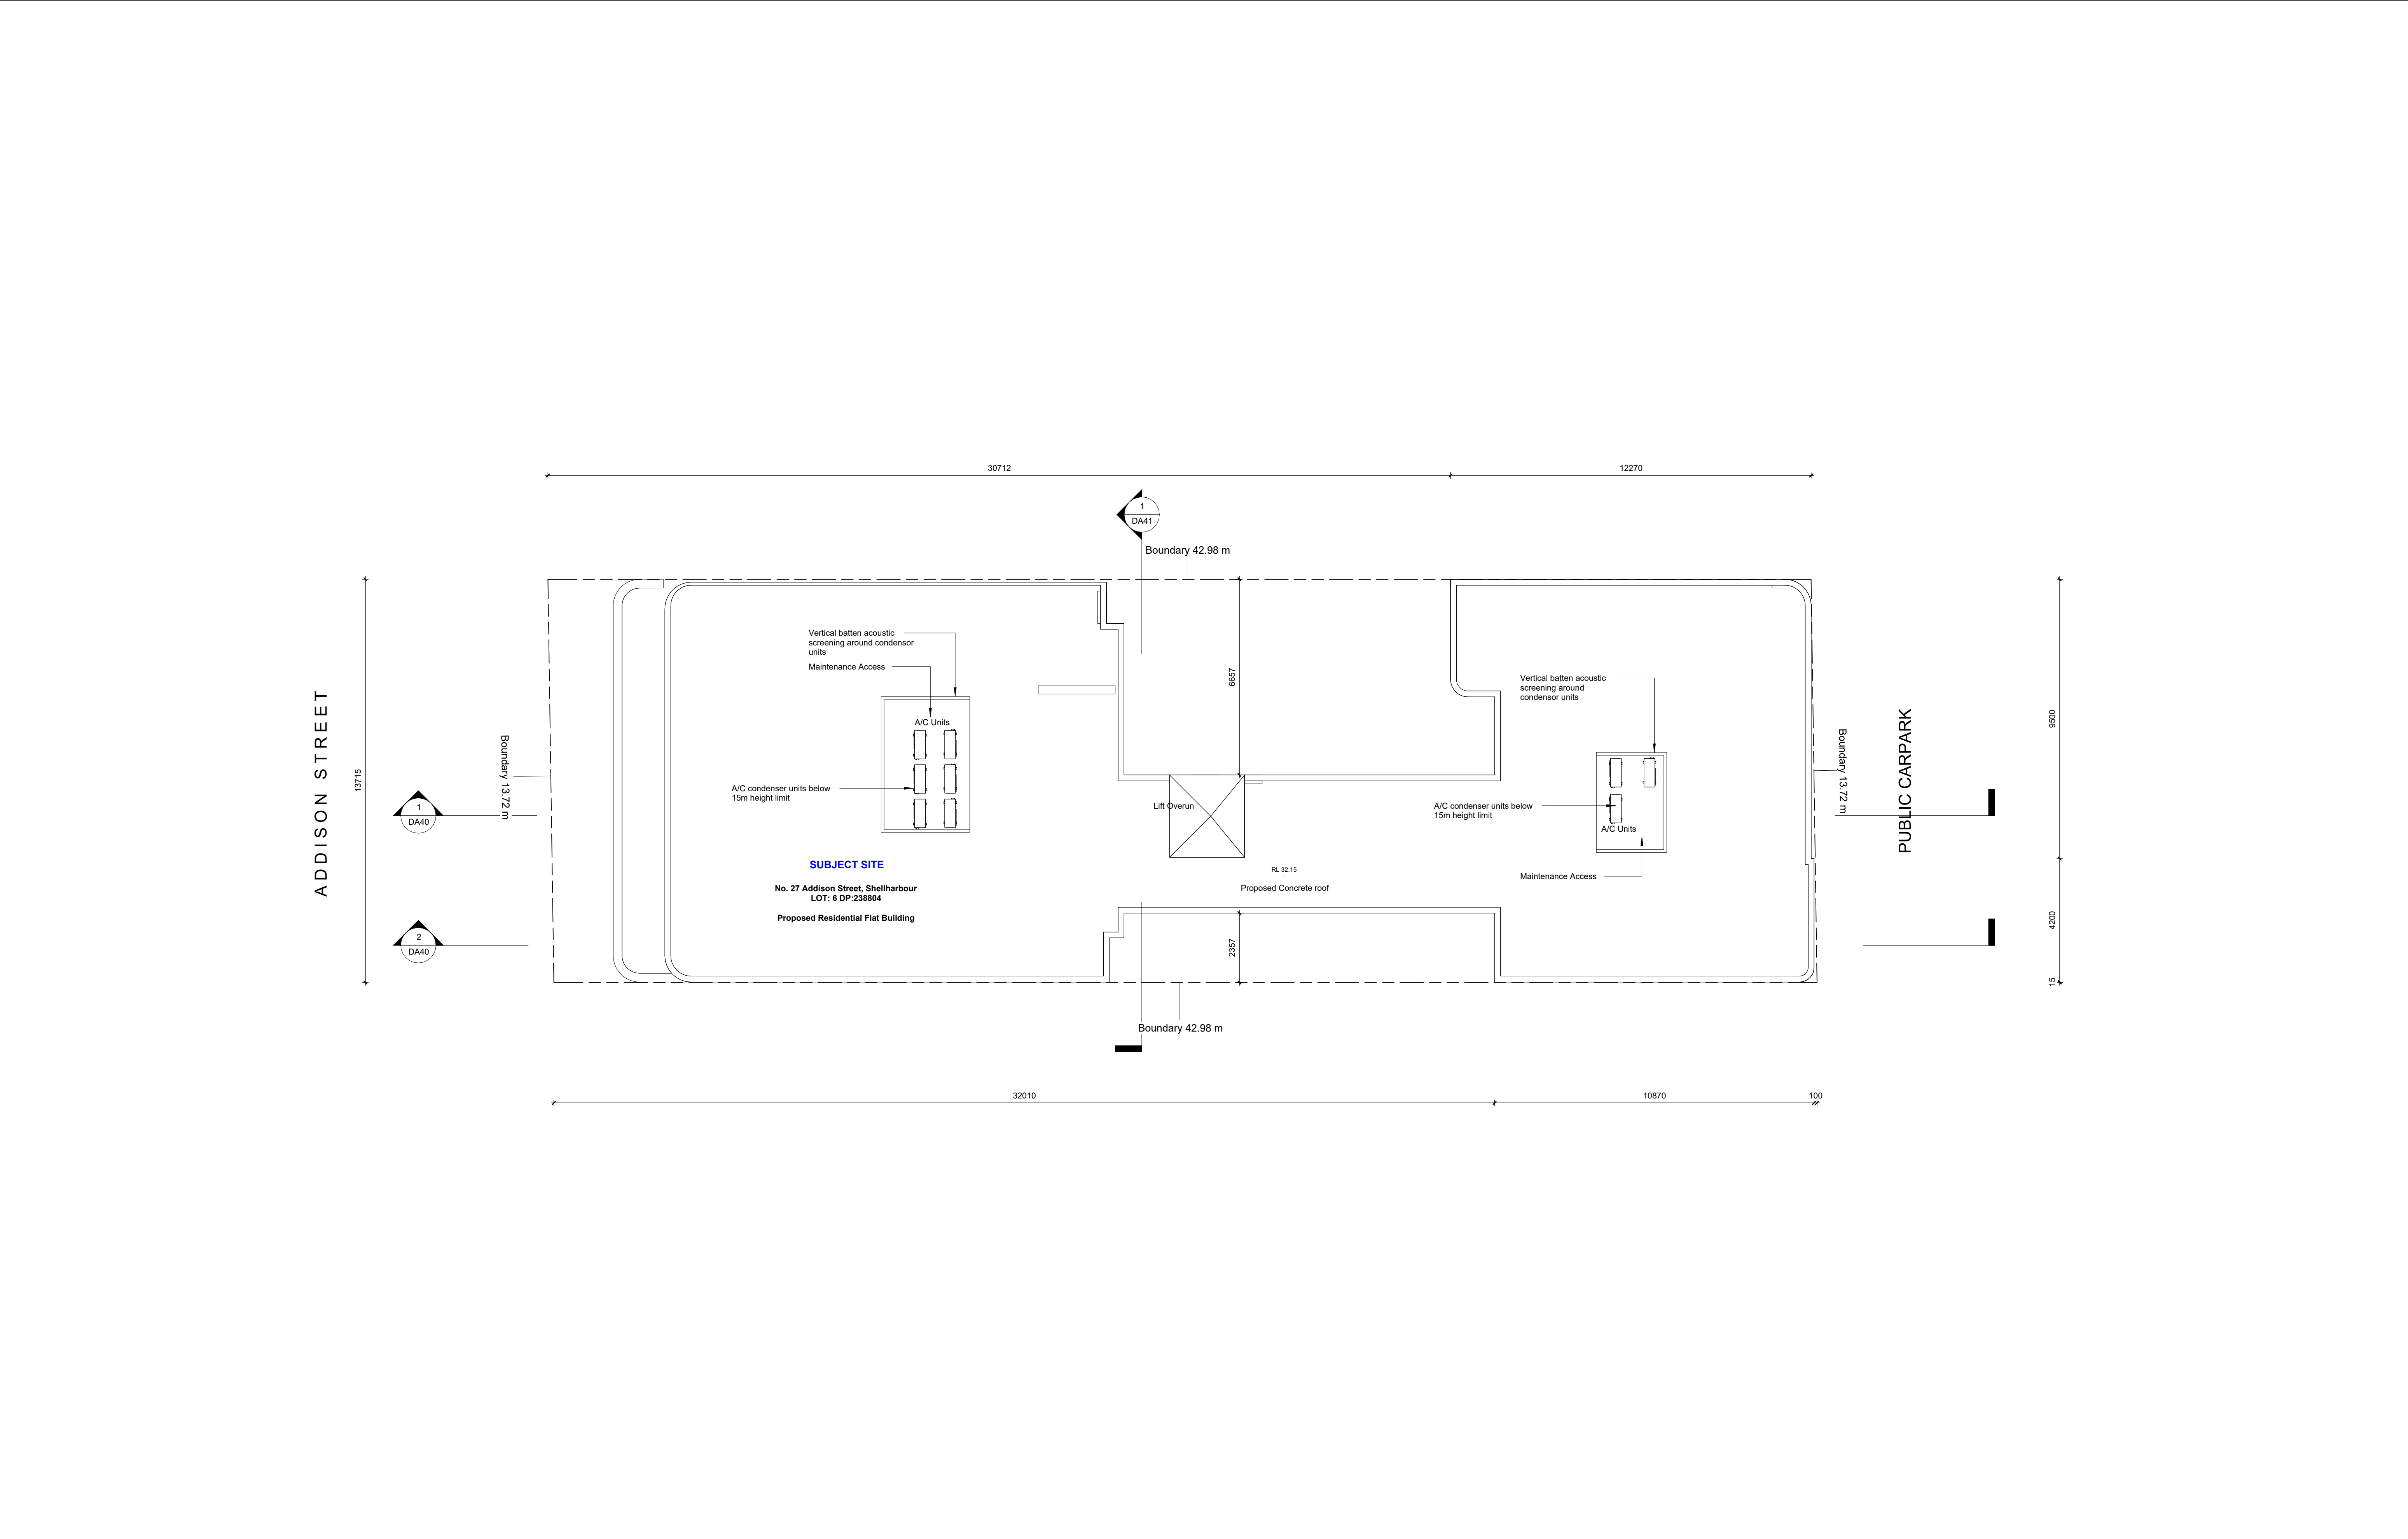 30712
12270
1
DA41
Boundary 42.98 m
Vertical batten acoustic
screening around condensor
units
Maintenance Access
A/C Units
A/C condenser units below
15m height limit
6657
Vertical batten acoustic
screening around
condensor units
A/C condenser units below
15m height limit
A/C Units
Maintenance Access
Lift Overun
ADDISON STREET
13715
Boundary 13.72 m
1
DA40
2
DA40
SUBJECT SITE
No. 27 Addison Street, Shellharbour
LOT: 6 DP:238804
Proposed Residential Flat Building
RL 32.15
Proposed Concrete roof
2357
Boundary 13.72 m
PUBLIC CARPARK
9500
4200
15
Boundary 42.98 m
32010
10870
100